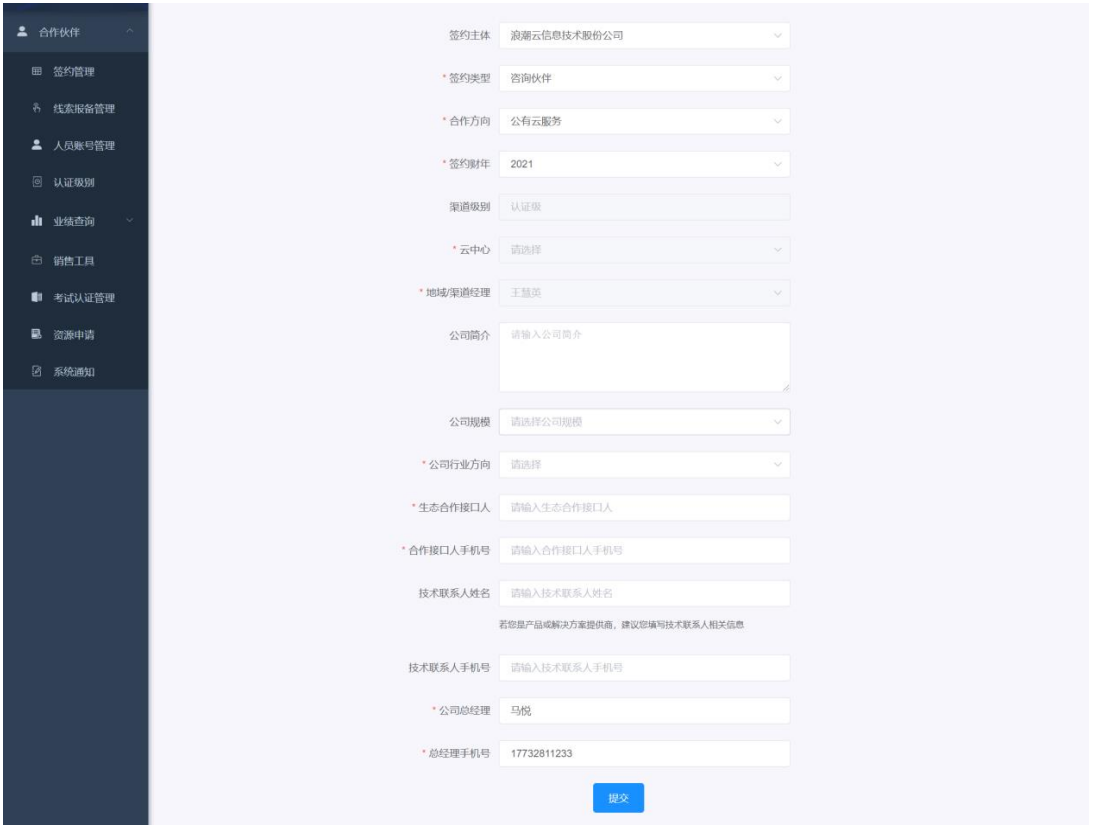 合作伙伴
签约管理
线索报备管理
人员账号管理
认证级别
业绩查询
销售工具
考试认证管理
资源申请
系统通知
签约主体 浪潮云信息技术股份公司
* 签约类型 咨询伙伴
* 合作方向 公有云服务
* 签约财年 2021
渠道级别 认证级
* 云中心 请选择
* 地域/渠道经理 王慧英
公司简介 请输入公司简介
公司规模 请选择公司规模
* 公司行业方向 请选择
* 生态合作接口人 请输入生态合作接口人
* 合作接口人手机号 请输入合作接口人手机号
技术联系人姓名 请输入技术联系人姓名
若您是产品或解决方案提供商，建议您填写技术联系人相关信息
技术联系人手机号 请输入技术联系人手机号
* 公司总经理 马悦
* 总经理手机号 17732811233
提交